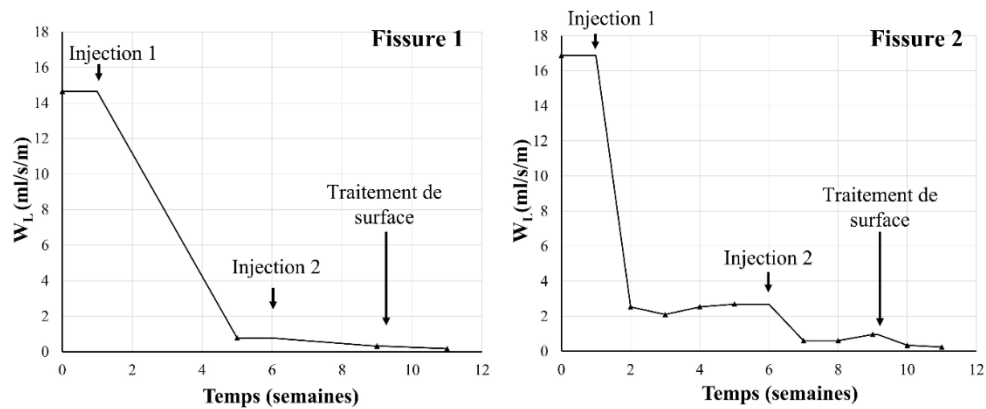 Fissure 1
Injection 1
18
16
14
12
10
8
6
4
2
0
W_L (ml/s/m)
Traitement de
surface
Injection 2
0 2 4 6 8 10 12
Temps (semaines)
Injection 1
Fissure 2
18
16
14
12
10
8
6
4
2
0
W_L (ml/s/m)
Traitement de
surface
Injection 2
0 2 4 6 8 10 12
Temps (semaines)